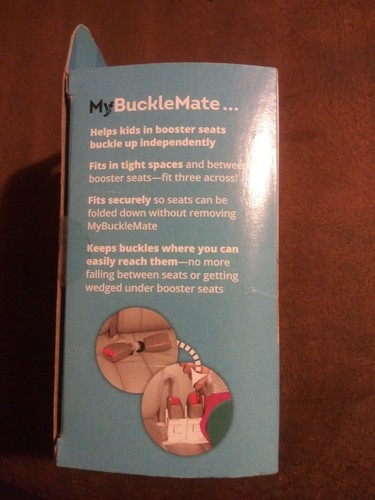 MyBuckleMate...
Helps kids in booster seats
buckle up independently
Fits in tight spaces and between
booster seats—fit three across!
Fits securely so seats can be
folded down without removing
MyBuckleMate
Keeps buckles where you can
easily reach them—no more
falling between seats or getting
wedged under booster seats